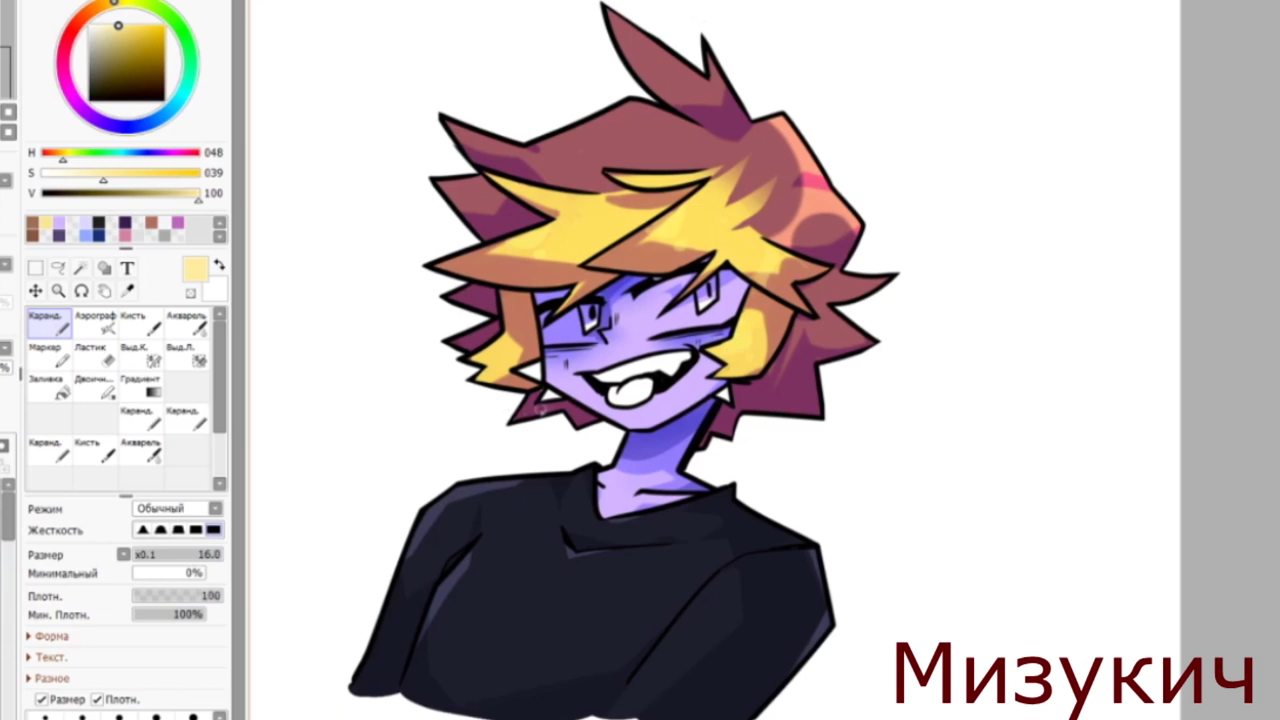 H 048
S 039
V 100
T
Каранд. Аэрограф Кисть Акварель
Маркер Ластик Выд.К. Выд.Л.
Заливка Двоичн... Градиент
Каранд. Каранд.
Каранд. Кисть Акварель
Режим Обычный
Жесткость
Размер x0.1 16.0
Минимальный 0%
Плотн. 100
Мин. Плотн. 100%
Форма
Текст.
Разное
Размер Плотн.
Мизукич